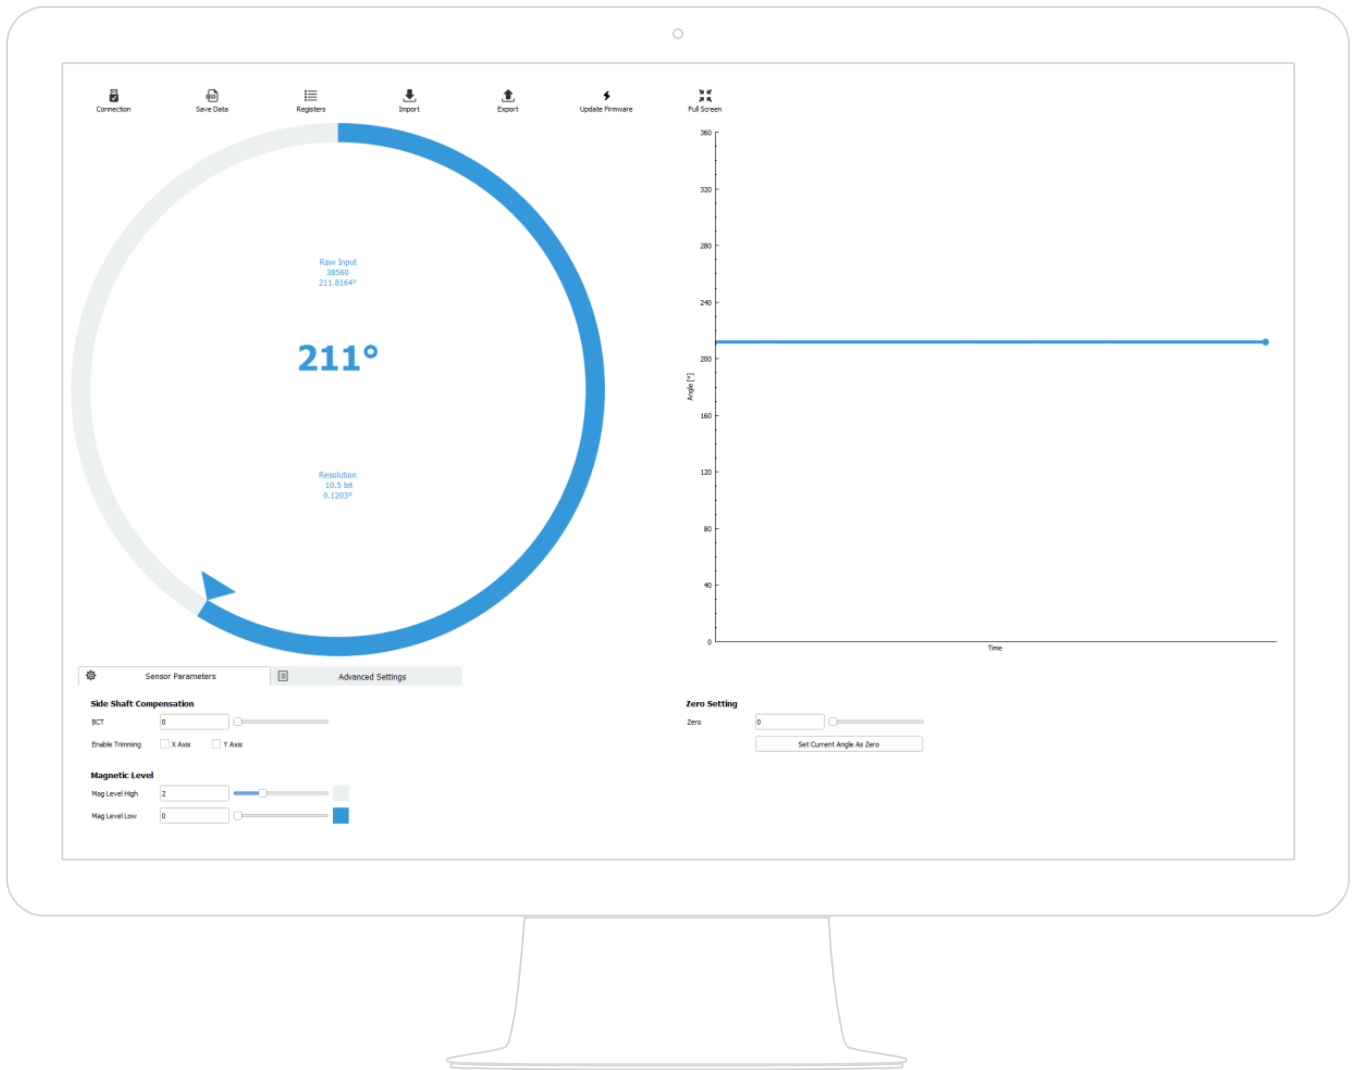 Connection
Save Data
Registers
Import
Export
Update Firmware
Full Screen
Raw Input
38560
211.8164°
211°
Resolution
10.5 bit
0.1203°
360
320
280
240
200
160
120
80
40
0
Angle [°]
Time
Sensor Parameters
Advanced Settings
Side Shaft Compensation
BCT 0
Enable Trimming X Axis Y Axis
Magnetic Level
Mag Level High 2
Mag Level Low 0
Zero Setting
Zero 0
Set Current Angle As Zero